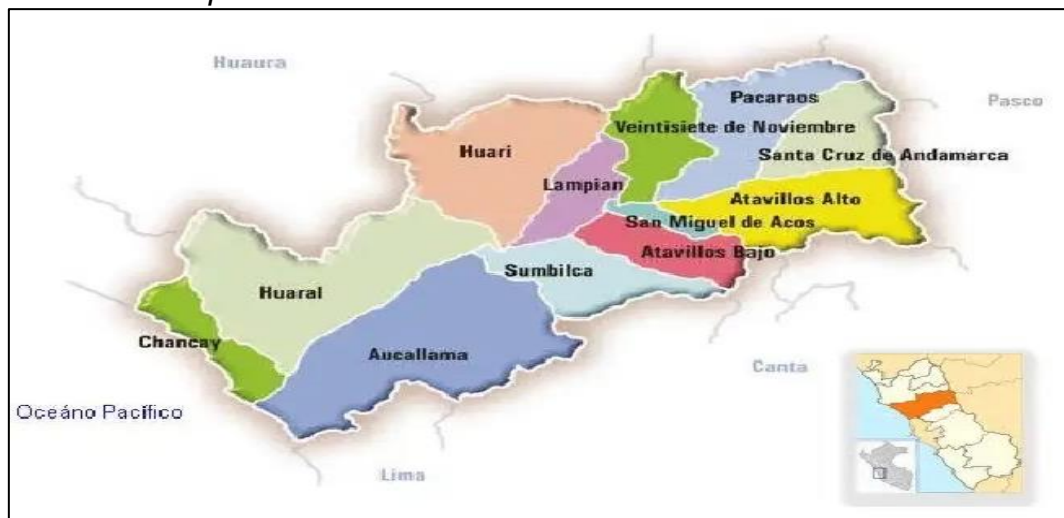 Huaura
Pacaraos
Pasco
Veintisiete de Noviembre
Huari
Santa Cruz de Andamarca
Lampian
Atavillos Alto
San Miguel de Acos
Atavillos Bajo
Sumbilca
Huaral
Chancay
Aucallama
Canta
Oceáno Pacífico
Lima